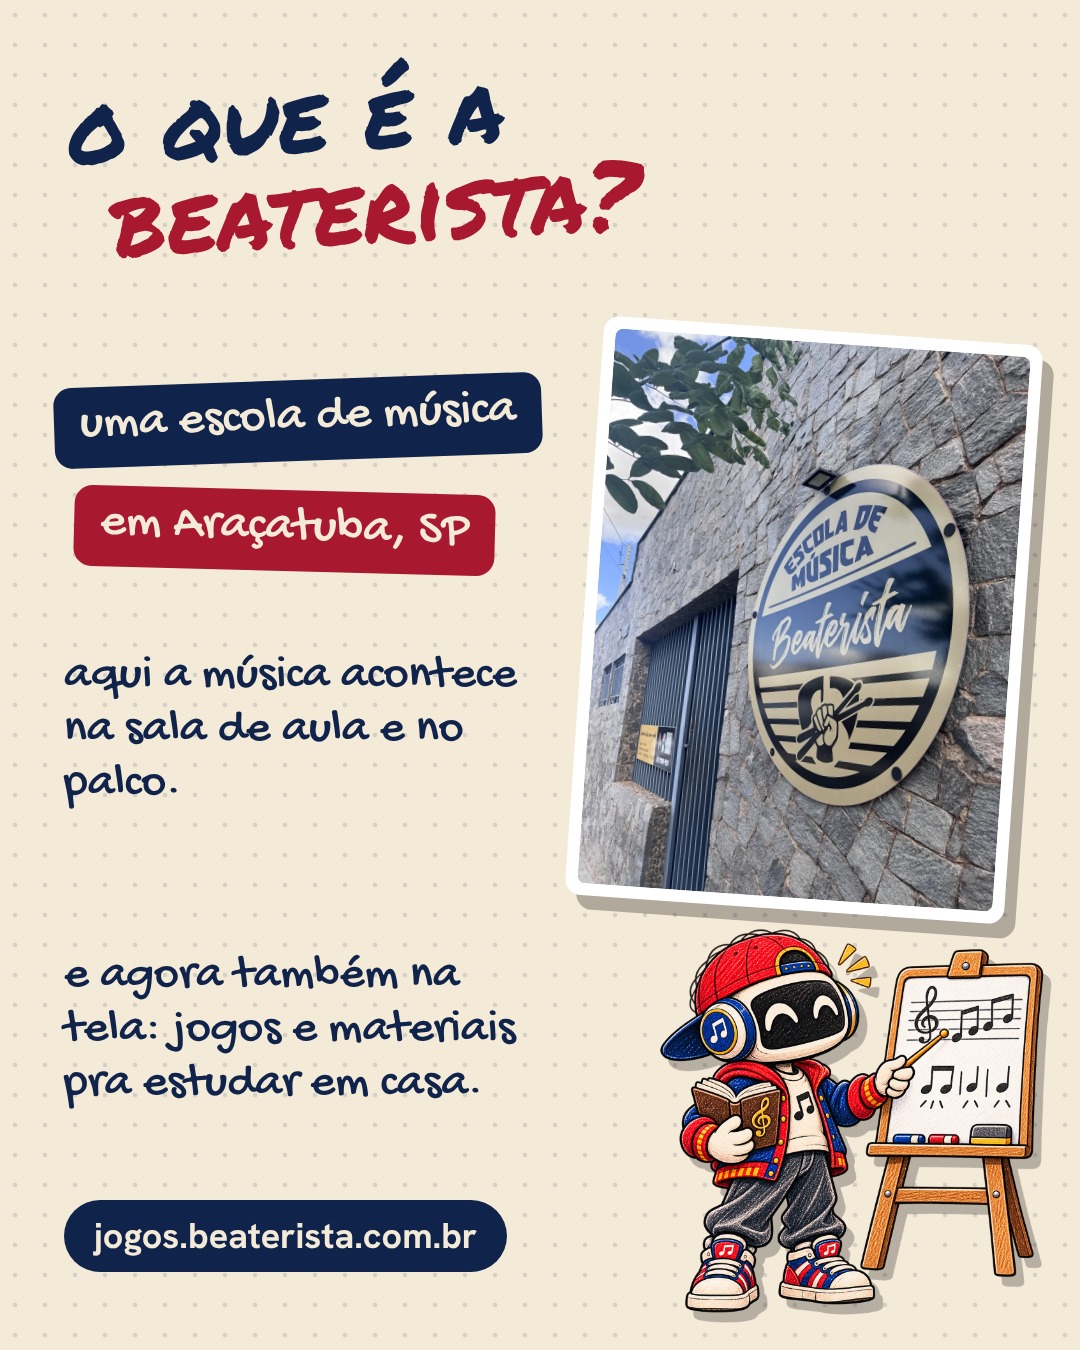 O QUE É A
BEATERISTA?
uma escola de música
em Araçatuba, SP
ESCOLA DE
MÚSICA
Beaterista
aqui a música acontece
na sala de aula e no
palco.
e agora também na
tela: jogos e materiais
pra estudar em casa.
jogos.beaterista.com.br